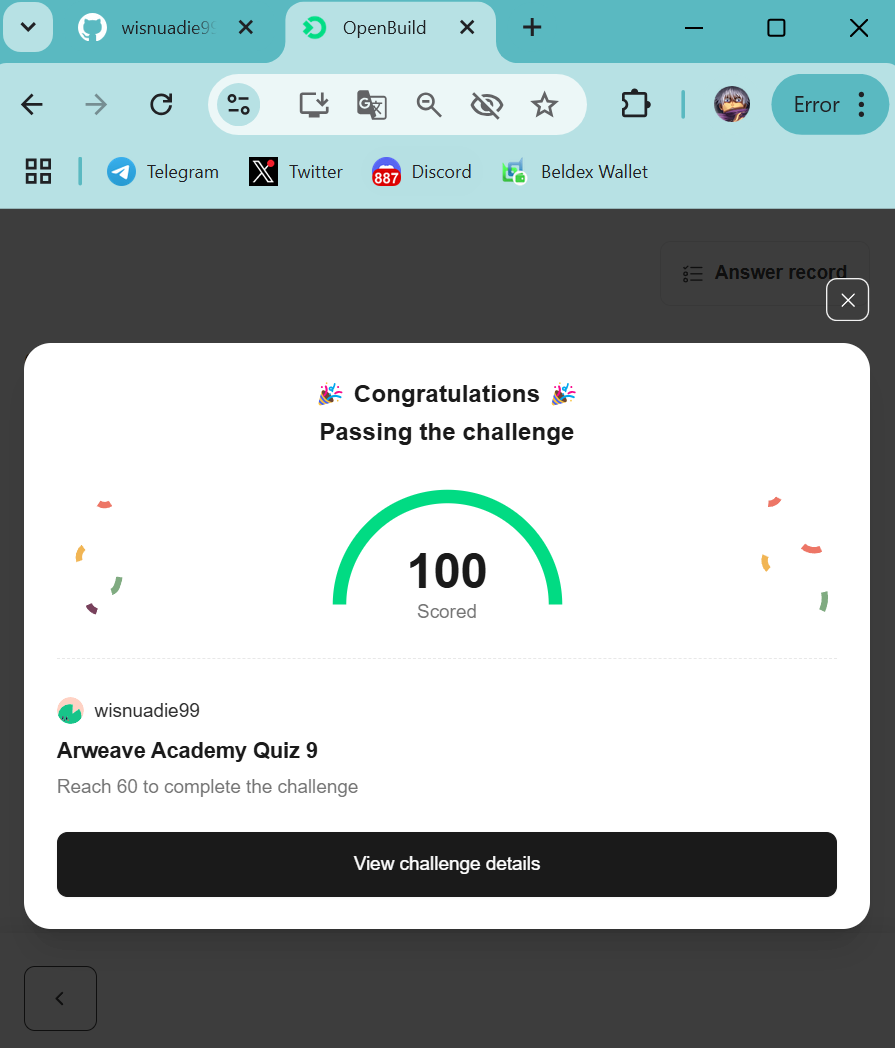 wisnuadie99
OpenBuild
Error
Telegram
Twitter
887
Discord
Beldex Wallet
Answer record
Congratulations
Passing the challenge
100
Scored
wisnuadie99
Arweave Academy Quiz 9
Reach 60 to complete the challenge
View challenge details